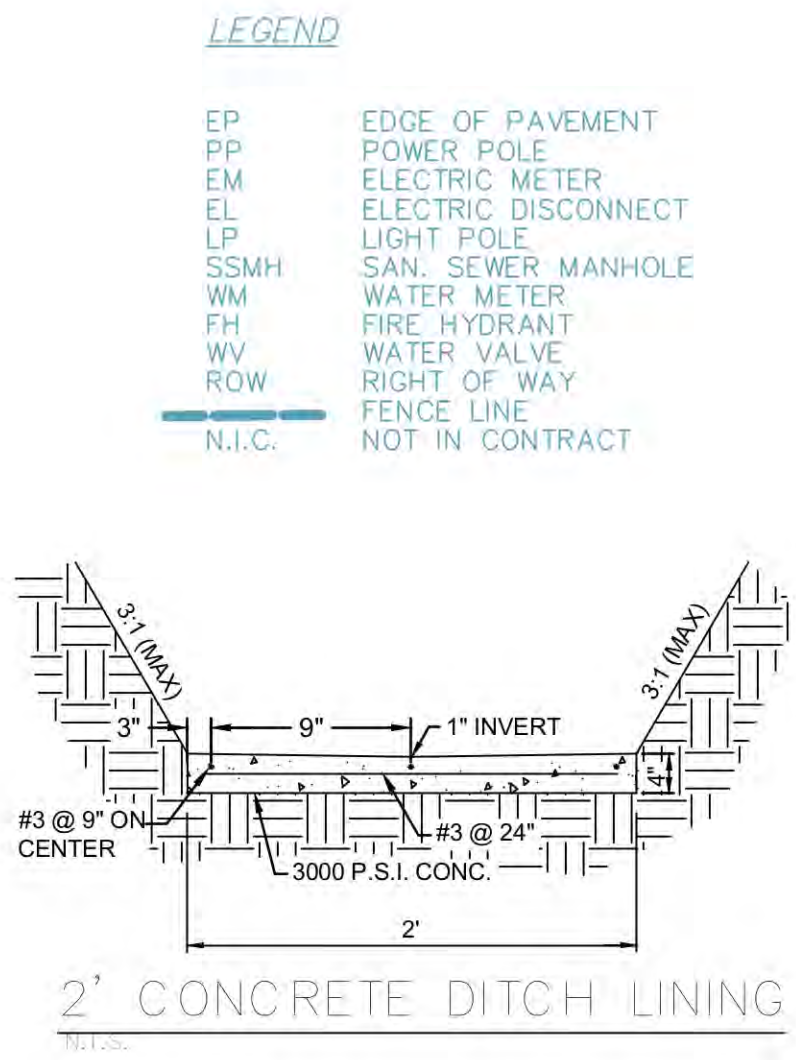 LEGEND
EP EDGE OF PAVEMENT
PP POWER POLE
EM ELECTRIC METER
EL ELECTRIC DISCONNECT
LP LIGHT POLE
SSMH SAN. SEWER MANHOLE
WM WATER METER
FH FIRE HYDRANT
WV WATER VALVE
ROW RIGHT OF WAY
FENCE LINE
N.I.C. NOT IN CONTRACT
3:1 (MAX)
3:1 (MAX)
3" 9" 1" INVERT
4"
#3 @ 9" ON
CENTER
#3 @ 24"
3000 P.S.I. CONC.
2'
2' CONCRETE DITCH LINING
N.T.S.